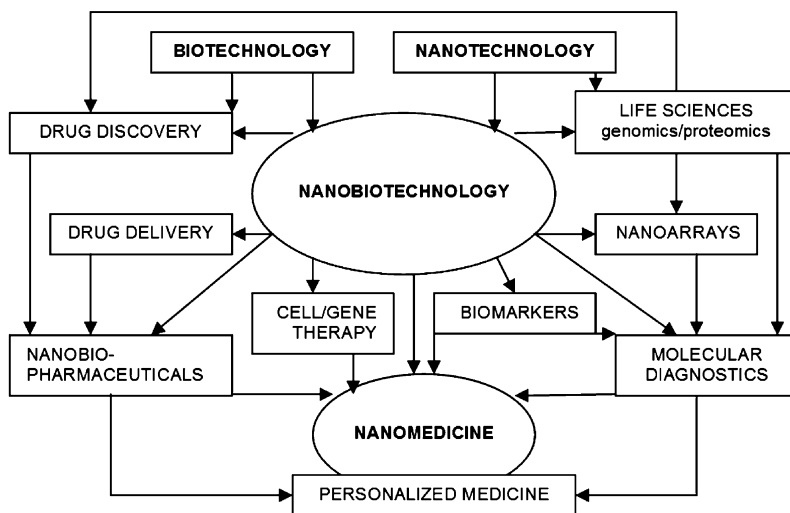 BIOTECHNOLOGY
NANOTECHNOLOGY
DRUG DISCOVERY
LIFE SCIENCES
genomics/proteomics
NANOBIOTECHNOLOGY
DRUG DELIVERY
NANOARRAYS
CELL/GENE
THERAPY
BIOMARKERS
NANOBIO-
PHARMACEUTICALS
MOLECULAR
DIAGNOSTICS
NANOMEDICINE
PERSONALIZED MEDICINE